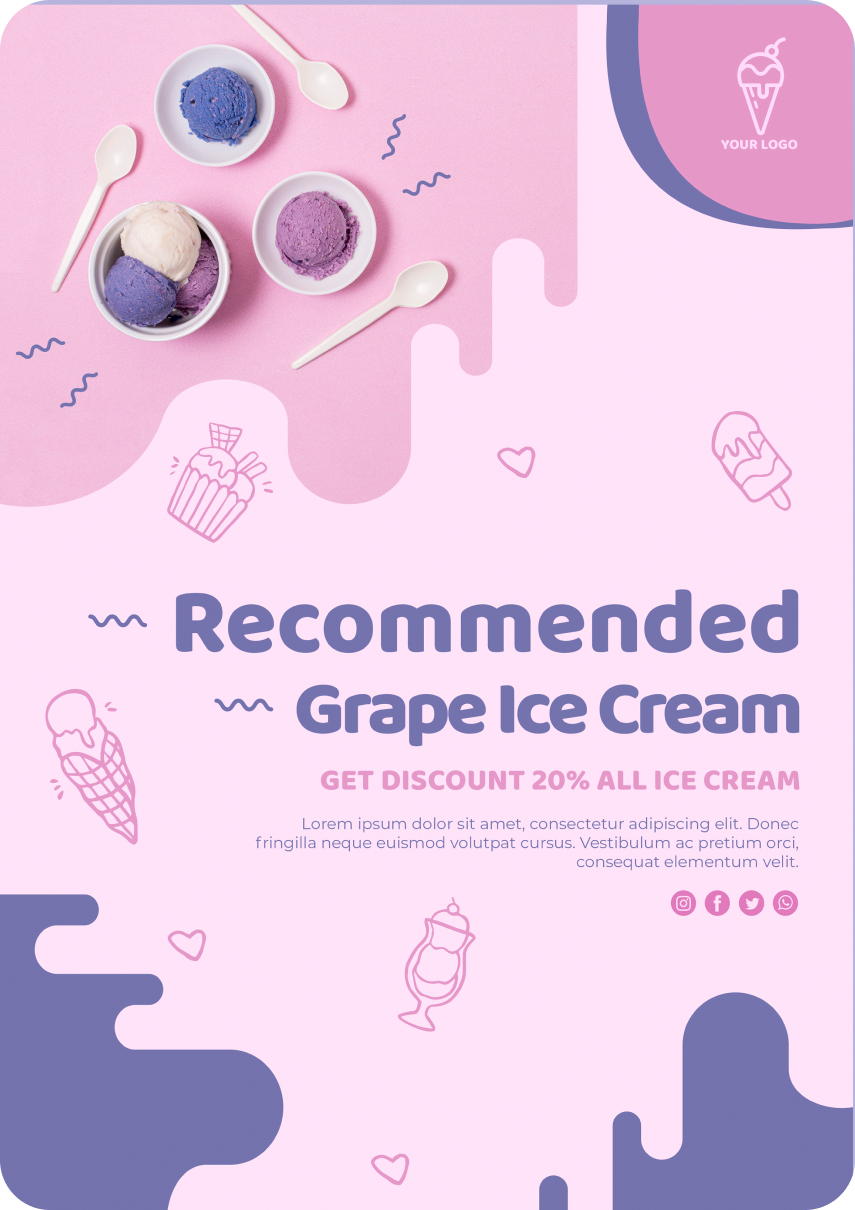 YOUR LOGO
Recommended
Grape Ice Cream
GET DISCOUNT 20% ALL ICE CREAM
Lorem ipsum dolor sit amet, consectetur adipiscing elit. Donec
fringilla neque euismod volutpat cursus. Vestibulum ac pretium orci,
consequat elementum velit.